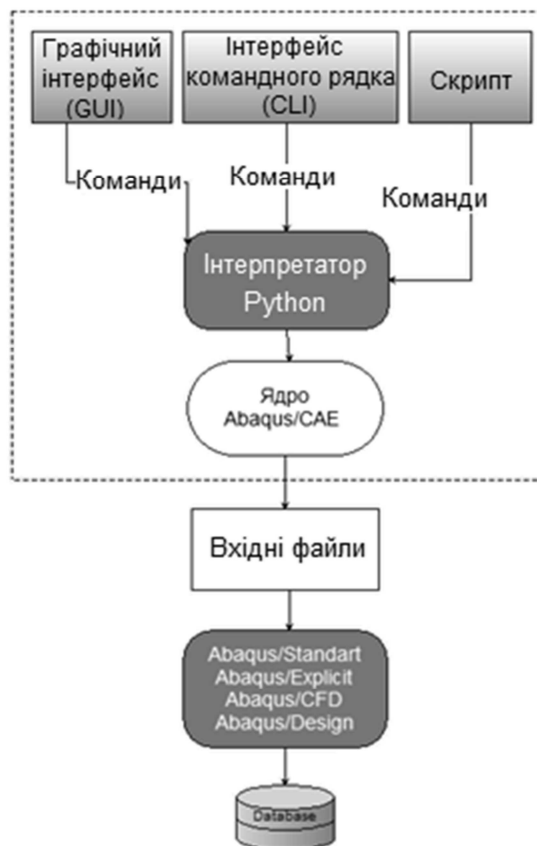 Графічний
інтерфейс
(GUI)
Інтерфейс
командного рядка
(CLI)
Скрипт
Команди
Команди
Команди
Інтерпретатор
Python
Ядро
Abaqus/CAE
Вхідні файли
Abaqus/Standart
Abaqus/Explicit
Abaqus/CFD
Abaqus/Design
Database